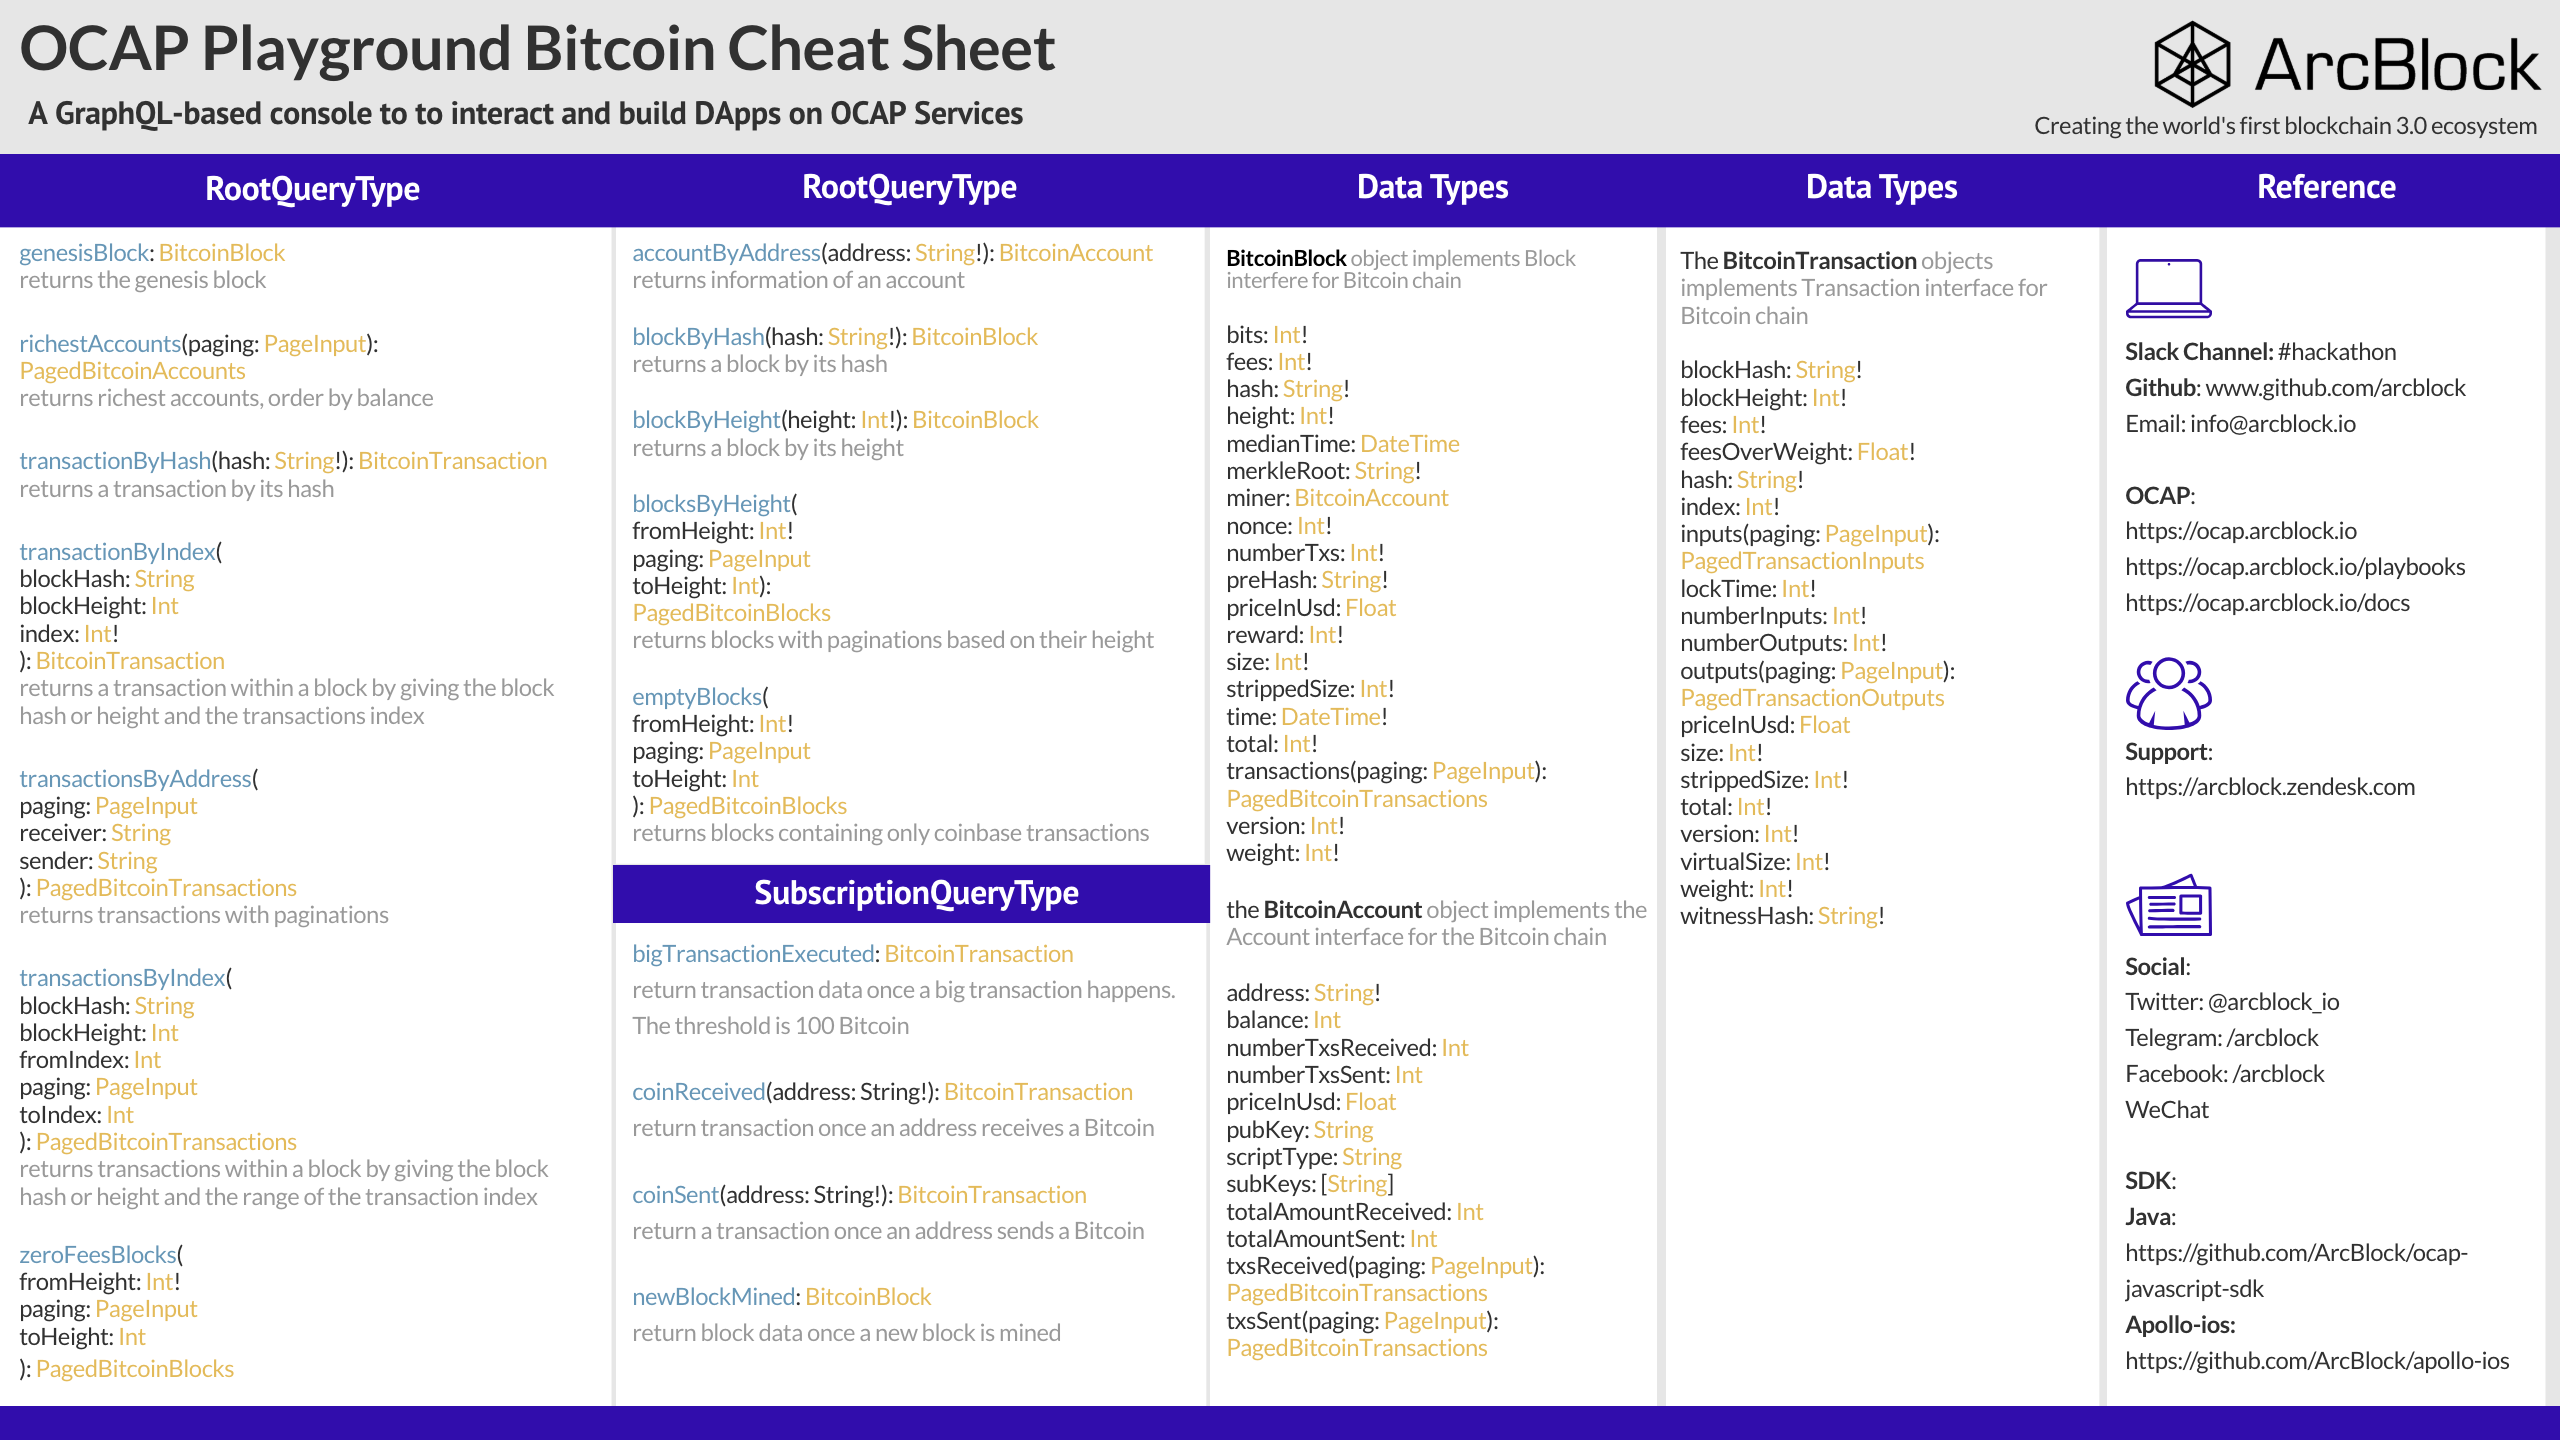 OCAP Playground Bitcoin Cheat Sheet
A GraphQL-based console to to interact and build DApps on OCAP Services
ArcBlock
Creating the world's first blockchain 3.0 ecosystem
RootQueryType
genesisBlock: BitcoinBlock
returns the genesis block
richestAccounts(paging: PageInput):
PagedBitcoinAccounts
returns richest accounts, order by balance
transactionByHash(hash: String!): BitcoinTransaction
returns a transaction by its hash
transactionByIndex(
blockHash: String
blockHeight: Int
index: Int!
): BitcoinTransaction
returns a transaction within a block by giving the block
hash or height and the transactions index
transactionsByAddress(
paging: PageInput
receiver: String
sender: String
): PagedBitcoinTransactions
returns transactions with paginations
transactionsByIndex(
blockHash: String
blockHeight: Int
fromIndex: Int
paging: PageInput
toIndex: Int
): PagedBitcoinTransactions
returns transactions within a block by giving the block
hash or height and the range of the transaction index
zeroFeesBlocks(
fromHeight: Int!
paging: PageInput
toHeight: Int
): PagedBitcoinBlocks
RootQueryType
accountByAddress(address: String!): BitcoinAccount
returns information of an account
blockByHash(hash: String!): BitcoinBlock
returns a block by its hash
blockByHeight(height: Int!): BitcoinBlock
returns a block by its height
blocksByHeight(
fromHeight: Int!
paging: PageInput
toHeight: Int):
PagedBitcoinBlocks
returns blocks with paginations based on their height
emptyBlocks(
fromHeight: Int!
paging: PageInput
toHeight: Int
): PagedBitcoinBlocks
returns blocks containing only coinbase transactions
SubscriptionQueryType
bigTransactionExecuted: BitcoinTransaction
return transaction data once a big transaction happens.
The threshold is 100 Bitcoin
coinReceived(address: String!): BitcoinTransaction
return transaction once an address receives a Bitcoin
coinSent(address: String!): BitcoinTransaction
return a transaction once an address sends a Bitcoin
newBlockMined: BitcoinBlock
return block data once a new block is mined
Data Types
BitcoinBlock object implements Block
interfere for Bitcoin chain
bits: Int!
fees: Int!
hash: String!
height: Int!
medianTime: DateTime
merkleRoot: String!
miner: BitcoinAccount
nonce: Int!
numberTxs: Int!
preHash: String!
priceInUsd: Float
reward: Int!
size: Int!
strippedSize: Int!
time: DateTime!
total: Int!
transactions(paging: PageInput):
PagedBitcoinTransactions
version: Int!
weight: Int!
the BitcoinAccount object implements the
Account interface for the Bitcoin chain
address: String!
balance: Int
numberTxsReceived: Int
numberTxsSent: Int
priceInUsd: Float
pubKey: String
scriptType: String
subKeys: [String]
totalAmountReceived: Int
totalAmountSent: Int
txsReceived(paging: PageInput):
PagedBitcoinTransactions
txsSent(paging: PageInput):
PagedBitcoinTransactions
Data Types
The BitcoinTransaction objects
implements Transaction interface for
Bitcoin chain
blockHash: String!
blockHeight: Int!
fees: Int!
feesOverWeight: Float!
hash: String!
index: Int!
inputs(paging: PageInput):
PagedTransactionInputs
lockTime: Int!
numberInputs: Int!
numberOutputs: Int!
outputs(paging: PageInput):
PagedTransactionOutputs
priceInUsd: Float
size: Int!
strippedSize: Int!
total: Int!
version: Int!
virtualSize: Int!
weight: Int!
witnessHash: String!
Reference
Slack Channel: #hackathon
Github: www.github.com/arcblock
Email: info@arcblock.io
OCAP:
https://ocap.arcblock.io
https://ocap.arcblock.io/playbooks
https://ocap.arcblock.io/docs
Support:
https://arcblock.zendesk.com
Social:
Twitter: @arcblock_io
Telegram: /arcblock
Facebook: /arcblock
WeChat
SDK:
Java:
https://github.com/ArcBlock/ocap-
javascript-sdk
Apollo-ios:
https://github.com/ArcBlock/apollo-ios